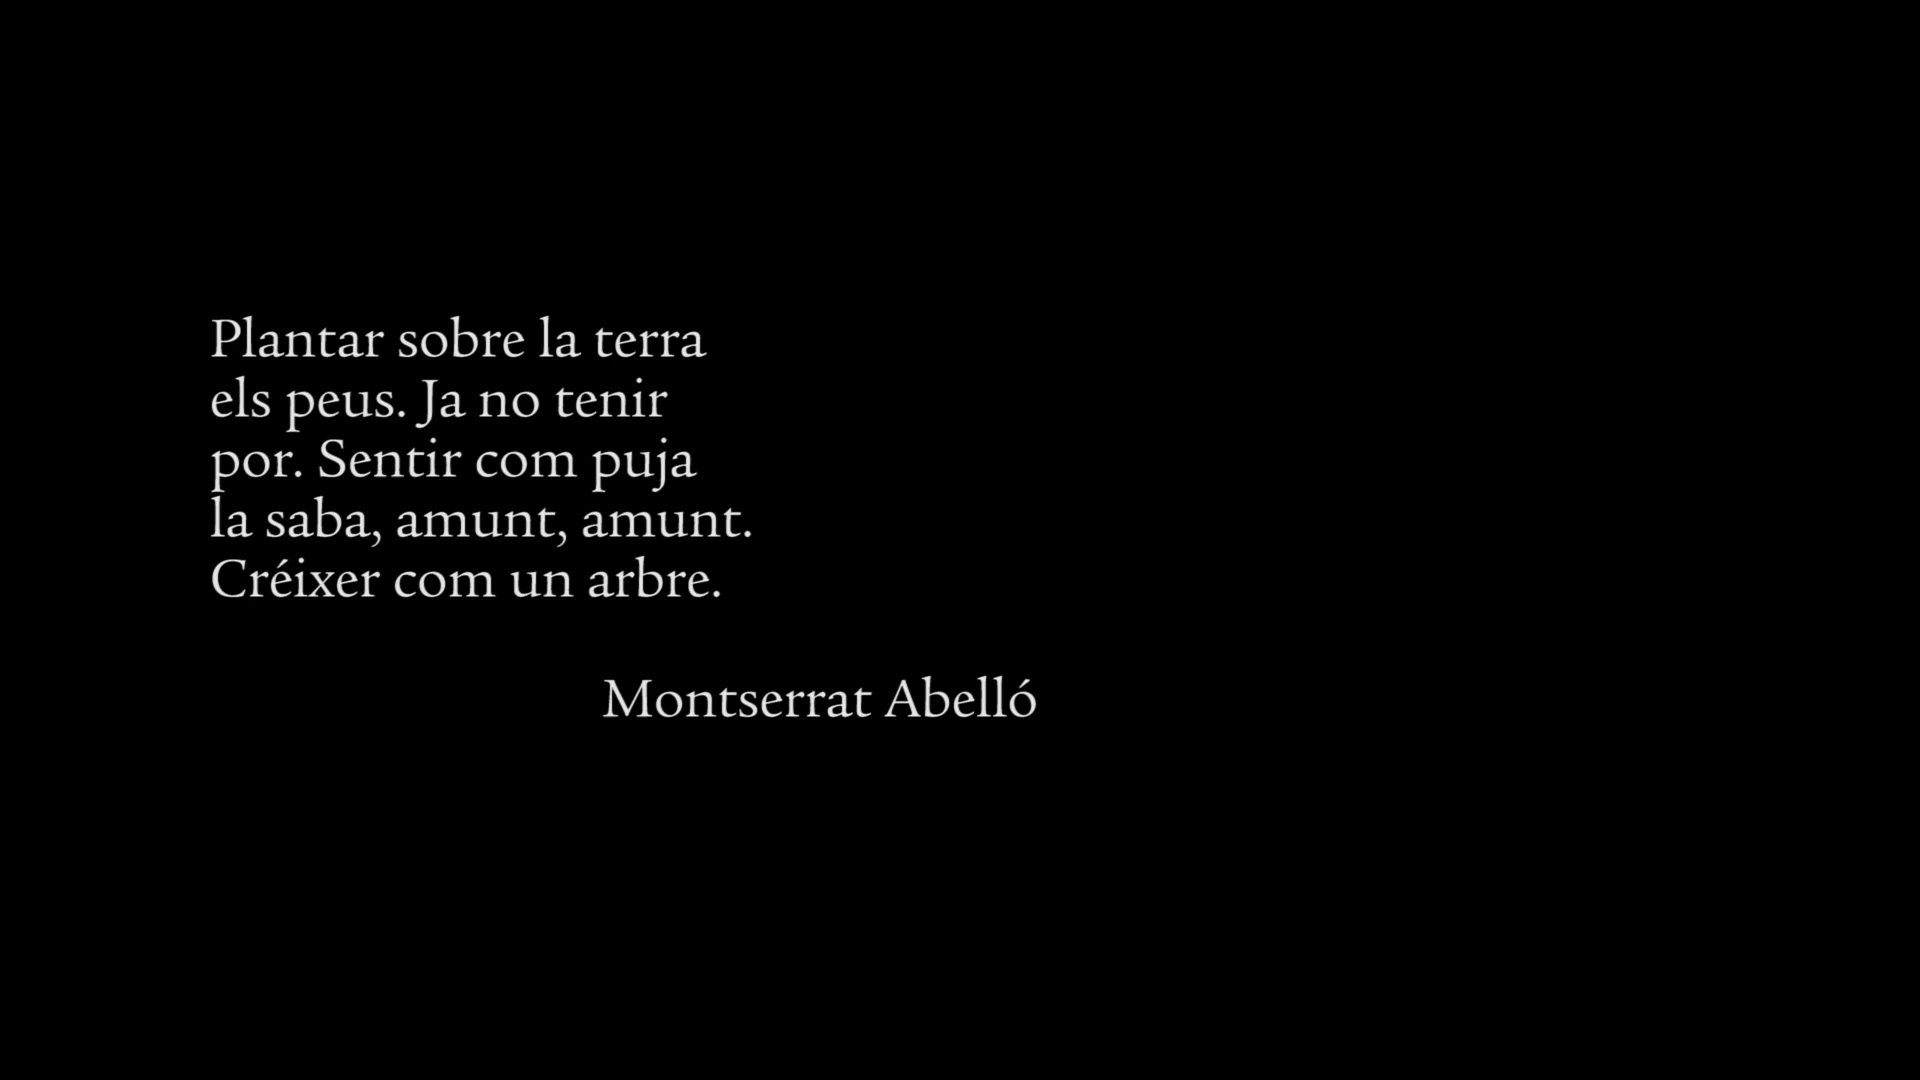 Plantar sobre la terra
els peus. Ja no tenir
por. Sentir com puja
la saba, amunt, amunt.
Créixer com un arbre.
Montserrat Abelló